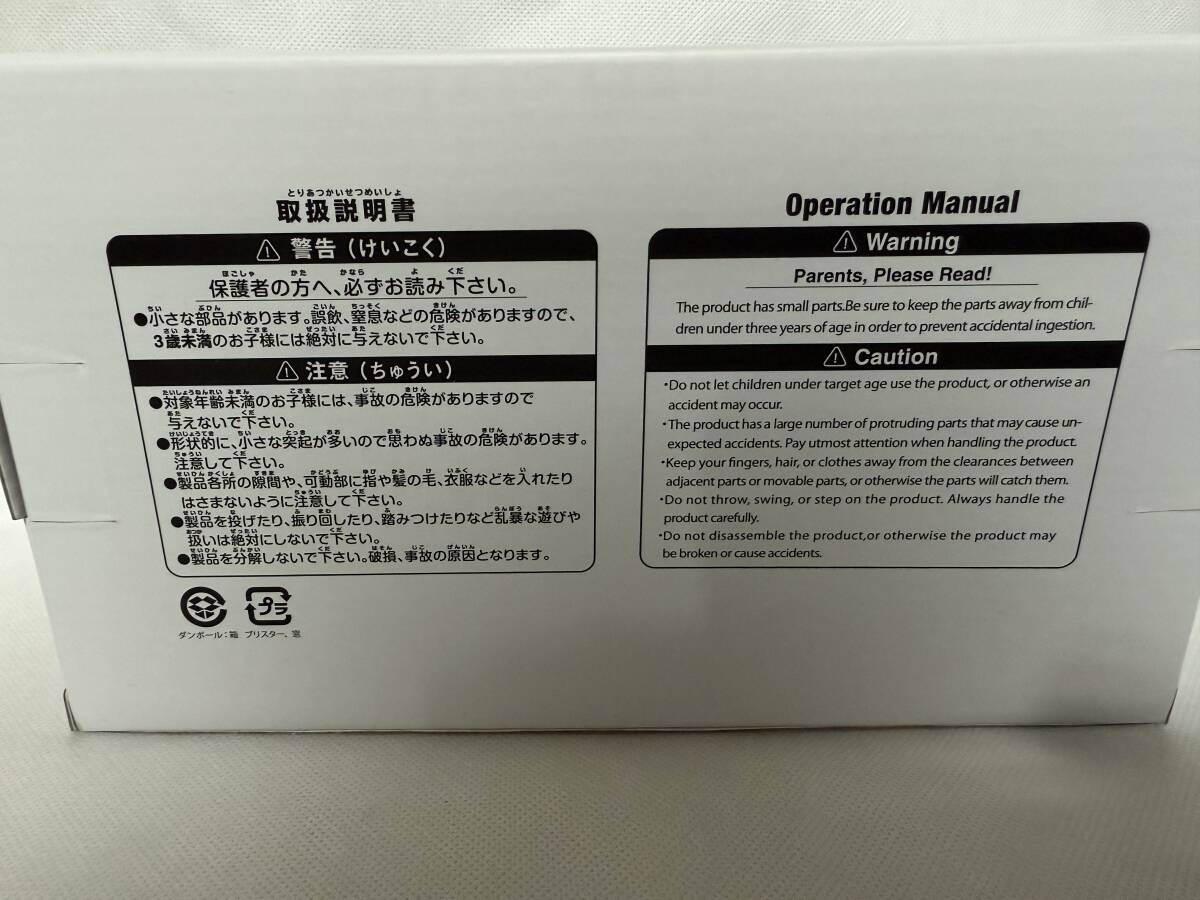 とりあつかいせつめいしょ
取扱説明書
⚠ 警告（けいこく）
保護者の方へ、必ずお読み下さい。
●小さな部品があります。誤飲、窒息などの危険がありますので、
3歳未満のお子様には絶対に与えないで下さい。
⚠ 注意（ちゅうい）
●対象年齢未満のお子様には、事故の危険がありますので
与えないで下さい。
●形状的に、小さな突起が多いので思わぬ事故の危険があります。
注意して下さい。
●製品各所の隙間や、可動部に指や髪の毛、衣服などを入れたり
はさまないように注意して下さい。
●製品を投げたり、振り回したり、踏みつけたりなど乱暴な遊びや
扱いは絶対にしないで下さい。
●製品を分解しないで下さい。破損、事故の原因となります。
プラ
ダンボール：箱 ブリスター、窓
Operation Manual
⚠ Warning
Parents, Please Read!
The product has small parts.Be sure to keep the parts away from chil-
dren under three years of age in order to prevent accidental ingestion.
⚠ Caution
・Do not let children under target age use the product, or otherwise an
accident may occur.
・The product has a large number of protruding parts that may cause un-
expected accidents. Pay utmost attention when handling the product.
・Keep your fingers, hair, or clothes away from the clearances between
adjacent parts or movable parts, or otherwise the parts will catch them.
・Do not throw, swing, or step on the product. Always handle the
product carefully.
・Do not disassemble the product,or otherwise the product may
be broken or cause accidents.